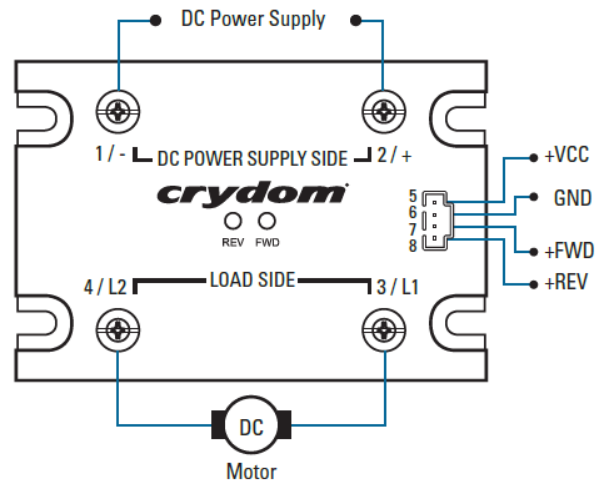 DC Power Supply
1 / - DC POWER SUPPLY SIDE 2 / +
crydom
REV FWD
5
6
7
8
+VCC
GND
+FWD
+REV
4 / L2 LOAD SIDE 3 / L1
DC
Motor